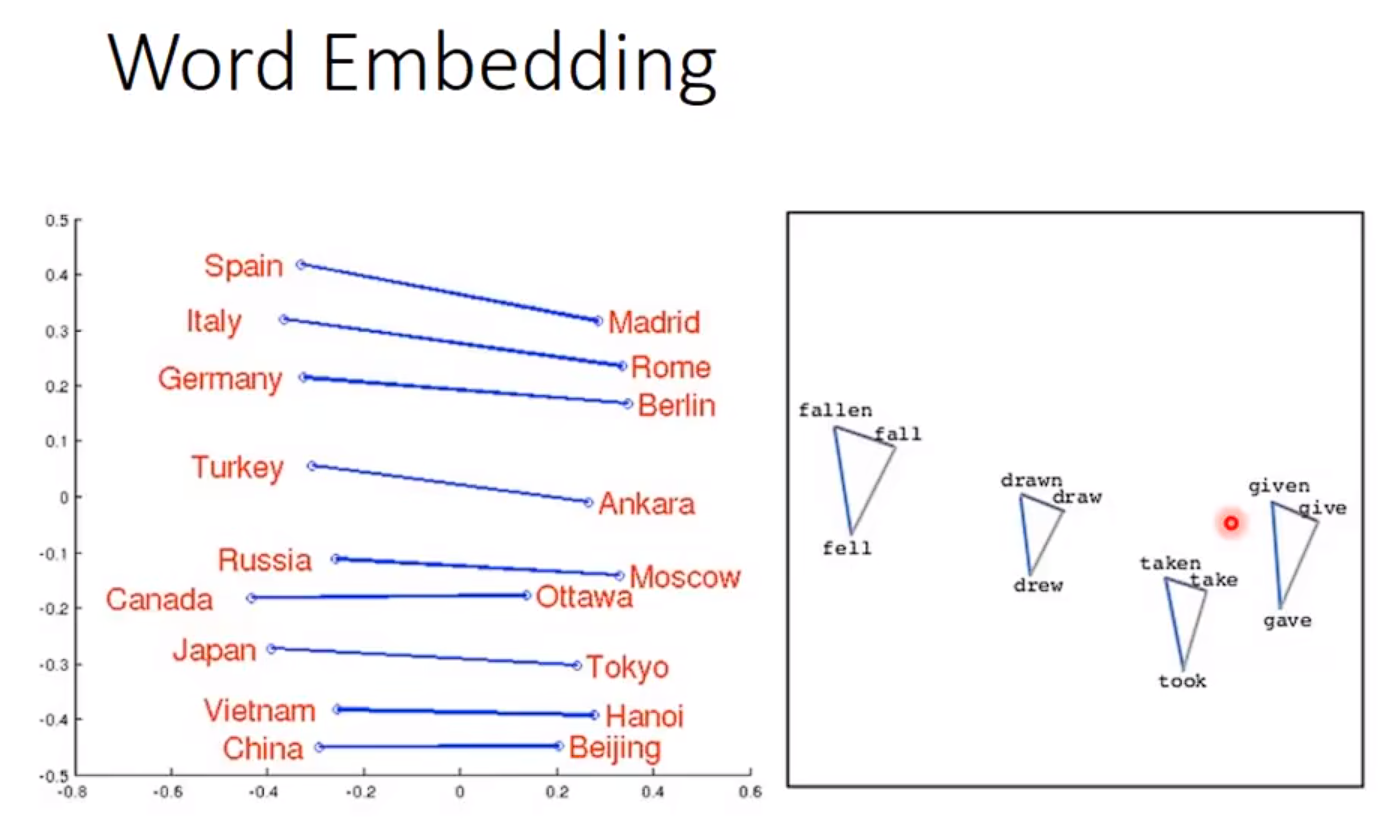 Word Embedding
0.5
0.4
0.3
0.2
0.1
0
-0.1
-0.2
-0.3
-0.4
-0.5
-0.8 -0.6 -0.4 -0.2 0 0.2 0.4 0.6
Spain Madrid
Italy Rome
Germany Berlin
Turkey Ankara
Russia Moscow
Canada Ottawa
Japan Tokyo
Vietnam Hanoi
China Beijing
fallen
fall
fell
drawn
draw
drew
taken
take
took
given
give
gave